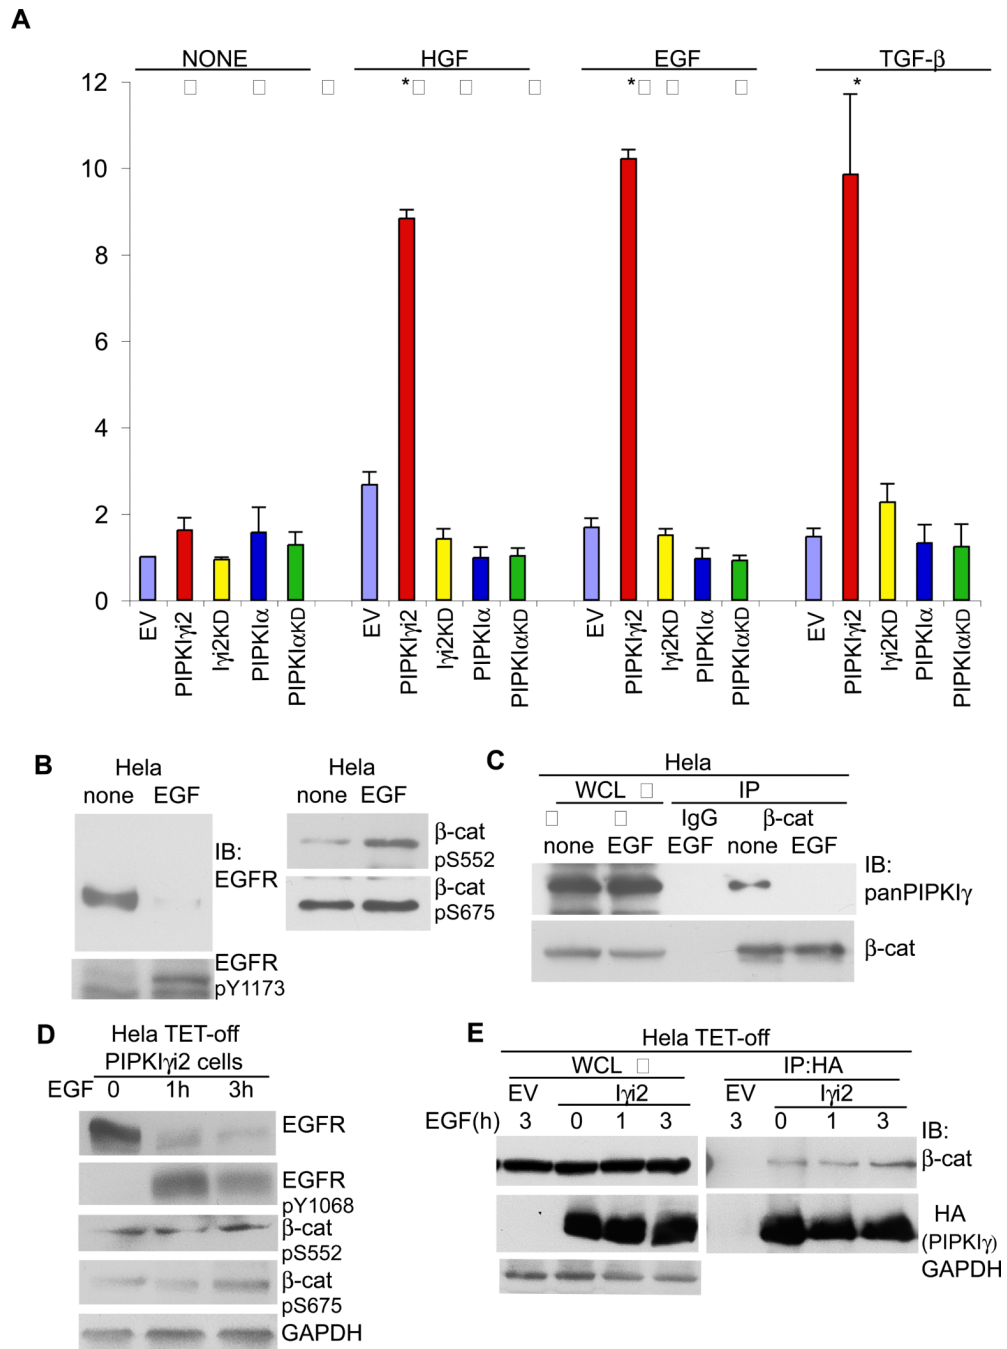 A
NONE HGF EGF TGF-β
* * *
12
10
8
6
4
2
0
EV PIPKIγi2 Iγi2KD PIPKIα PIPKIαKD EV PIPKIγi2 Iγi2KD PIPKIα PIPKIαKD EV PIPKIγi2 Iγi2KD PIPKIα PIPKIαKD EV PIPKIγi2 Iγi2KD PIPKIα PIPKIαKD
B
Hela
none EGF
IB:
EGFR
EGFR
pY1173
Hela
none EGF
β-cat
pS552
β-cat
pS675
C
Hela
WCL IP
IgG β-cat
none EGF EGF none EGF
IB:
panPIPKIγ
β-cat
D
Hela TET-off
PIPKIγi2 cells
EGF 0 1h 3h
EGFR
EGFR
pY1068
β-cat
pS552
β-cat
pS675
GAPDH
E
Hela TET-off
WCL IP:HA
EV Iγi2 EV Iγi2
EGF(h) 3 0 1 3 3 0 1 3
IB:
β-cat
HA
(PIPKIγ)
GAPDH